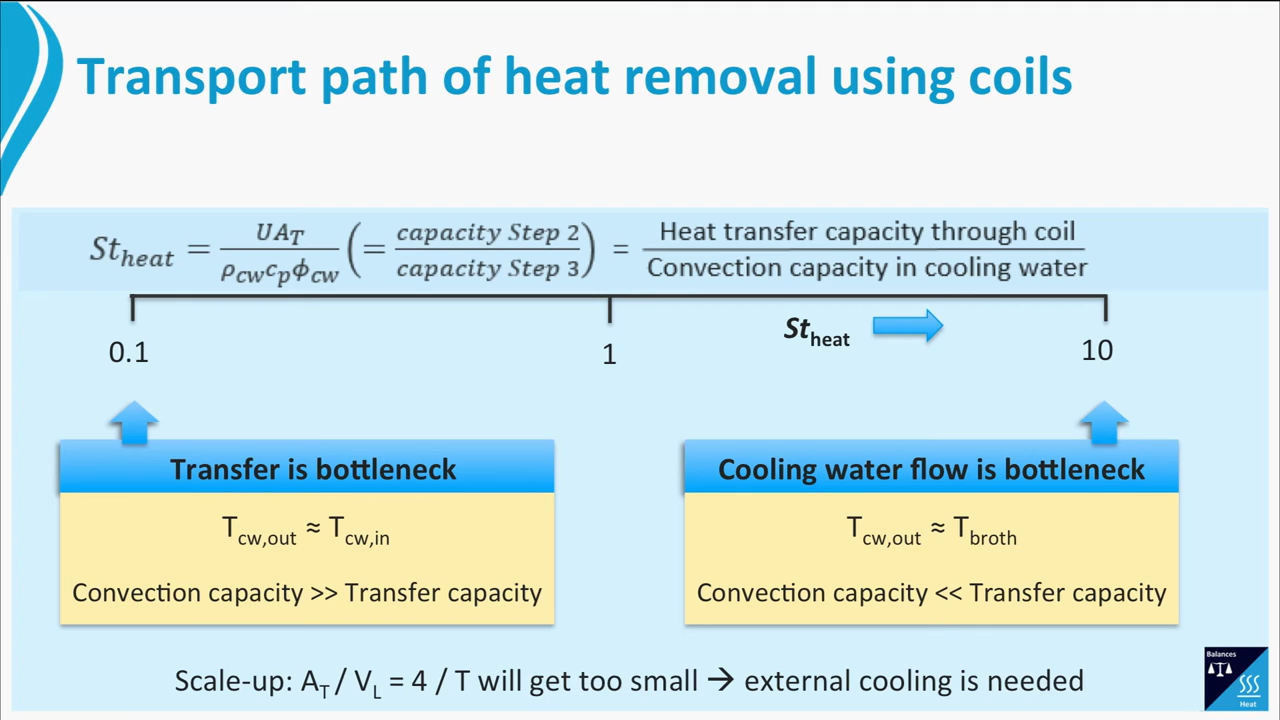 Transport path of heat removal using coils
St_heat = UA_T / ρ_cw c_p ϕ_cw (= capacity Step 2 / capacity Step 3) = Heat transfer capacity through coil / Convection capacity in cooling water
St_heat
0.1 1 10
Transfer is bottleneck
T_cw,out ≈ T_cw,in
Convection capacity >> Transfer capacity
Cooling water flow is bottleneck
T_cw,out ≈ T_broth
Convection capacity << Transfer capacity
Scale-up: A_T / V_L = 4 / T will get too small → external cooling is needed
Balances
Heat